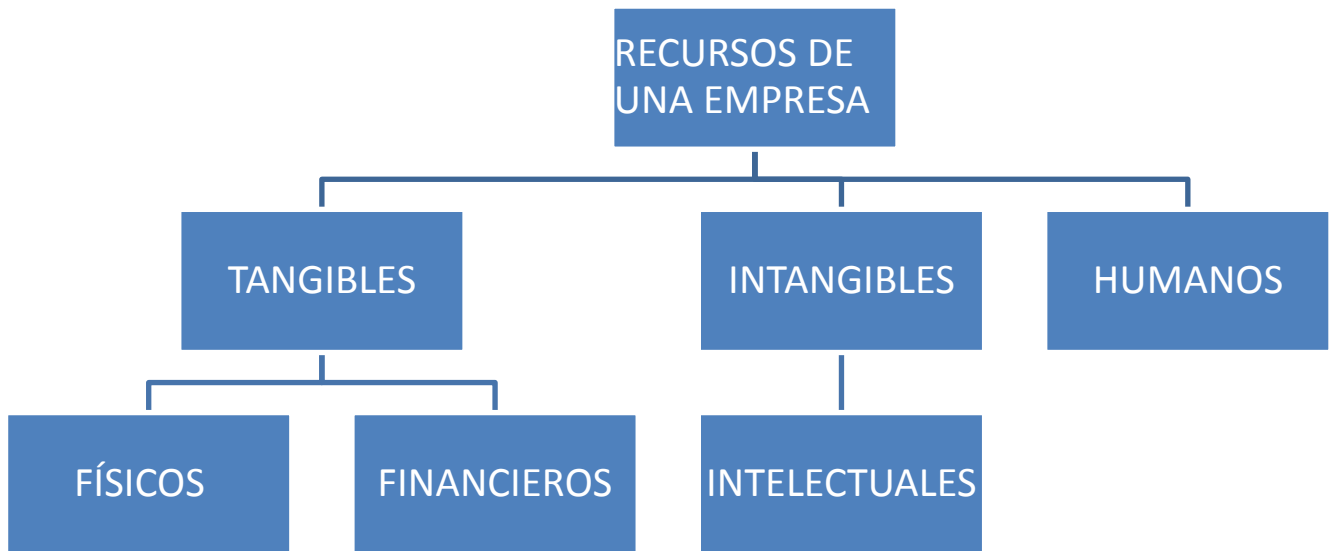 RECURSOS DE
UNA EMPRESA
TANGIBLES
INTANGIBLES
HUMANOS
FÍSICOS
FINANCIEROS
INTELECTUALES